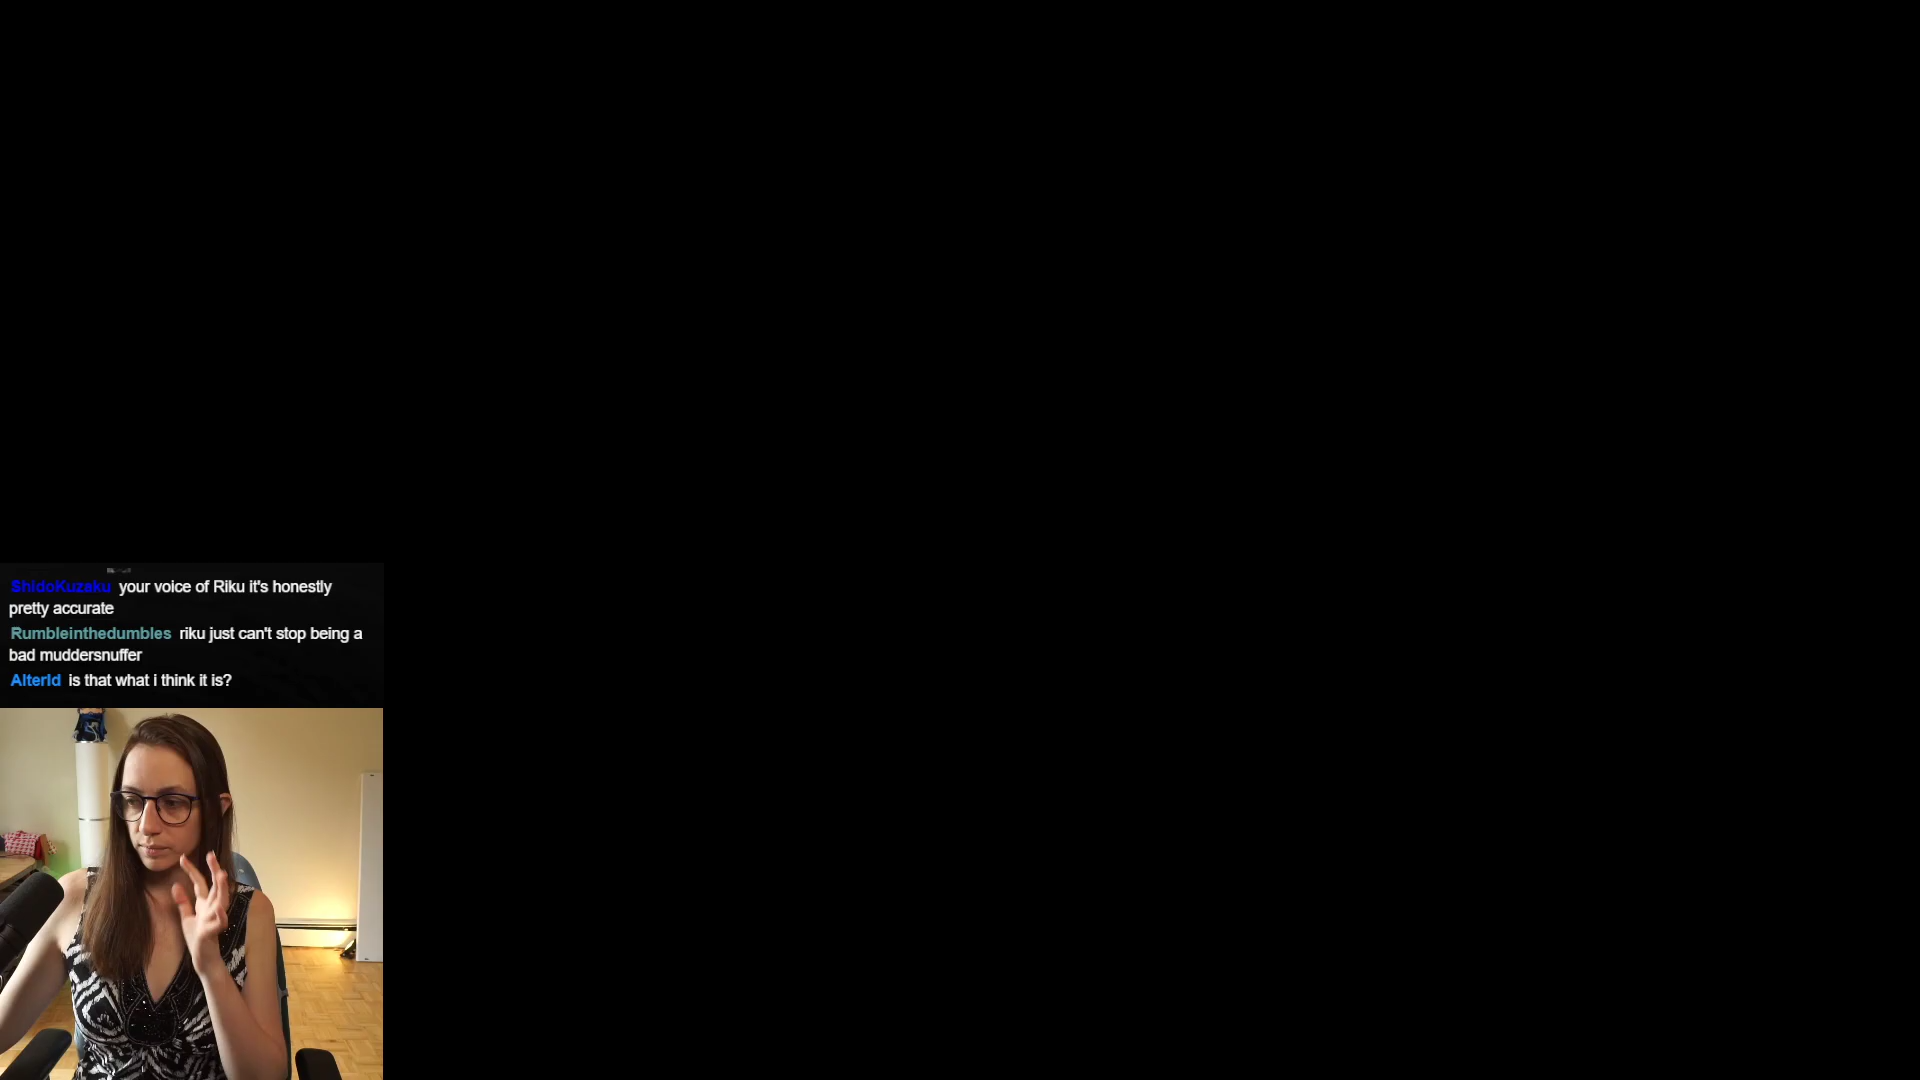 ShidoKuzaku your voice of Riku it's honestly
pretty accurate
Rumbleinthedumbles riku just can't stop being a
bad muddersnuffer
AlterId is that what i think it is?